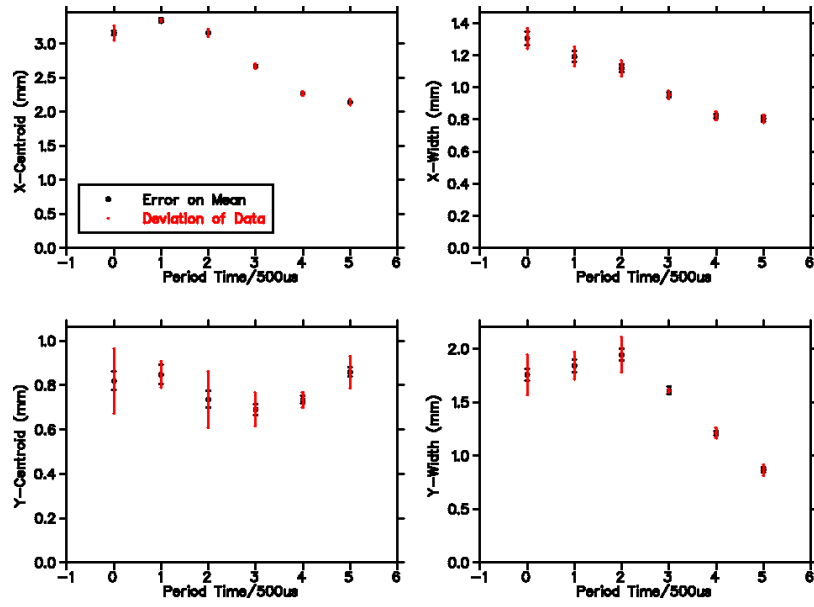 X-Centroid (mm)
3.0
2.5
2.0
1.5
1.0
0.5
0.0
Error on Mean
Deviation of Data
-1 0 1 2 3 4 5 6
Period Time/500us
X-Width (mm)
1.4
1.2
1.0
0.8
0.6
0.4
0.2
0.0
-1 0 1 2 3 4 5 6
Period Time/500us
Y-Centroid (mm)
1.0
0.8
0.6
0.4
0.2
0.0
-1 0 1 2 3 4 5 6
Period Time/500us
Y-Width (mm)
2.0
1.5
1.0
0.5
0.0
-1 0 1 2 3 4 5 6
Period Time/500us